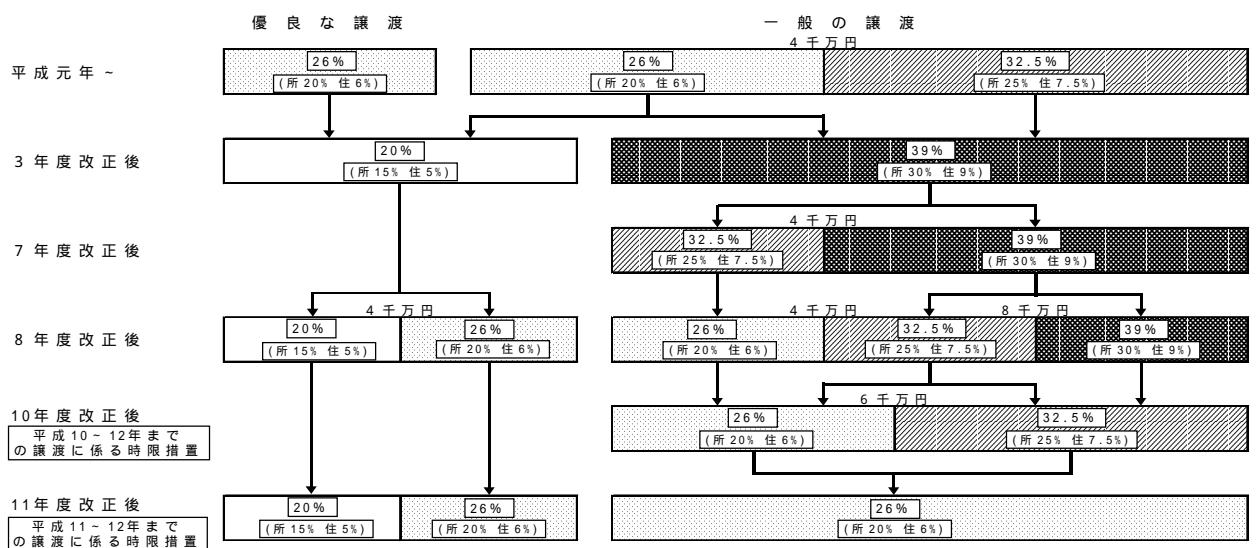 優良な譲渡
一般の譲渡
4千万円
平成元年~
26%
(所20% 住6%)
26%
(所20% 住6%)
32.5%
(所25% 住7.5%)
3年度改正後
20%
(所15% 住5%)
39%
(所30% 住9%)
4千万円
7年度改正後
32.5%
(所25% 住7.5%)
39%
(所30% 住9%)
4千万円
4千万円
8千万円
8年度改正後
20%
(所15% 住5%)
26%
(所20% 住6%)
26%
(所20% 住6%)
32.5%
(所25% 住7.5%)
39%
(所30% 住9%)
6千万円
10年度改正後
平成10~12年まで
の譲渡に係る時限措置
26%
(所20% 住6%)
32.5%
(所25% 住7.5%)
11年度改正後
平成11~12年まで
の譲渡に係る時限措置
20%
(所15% 住5%)
26%
(所20% 住6%)
26%
(所20% 住6%)